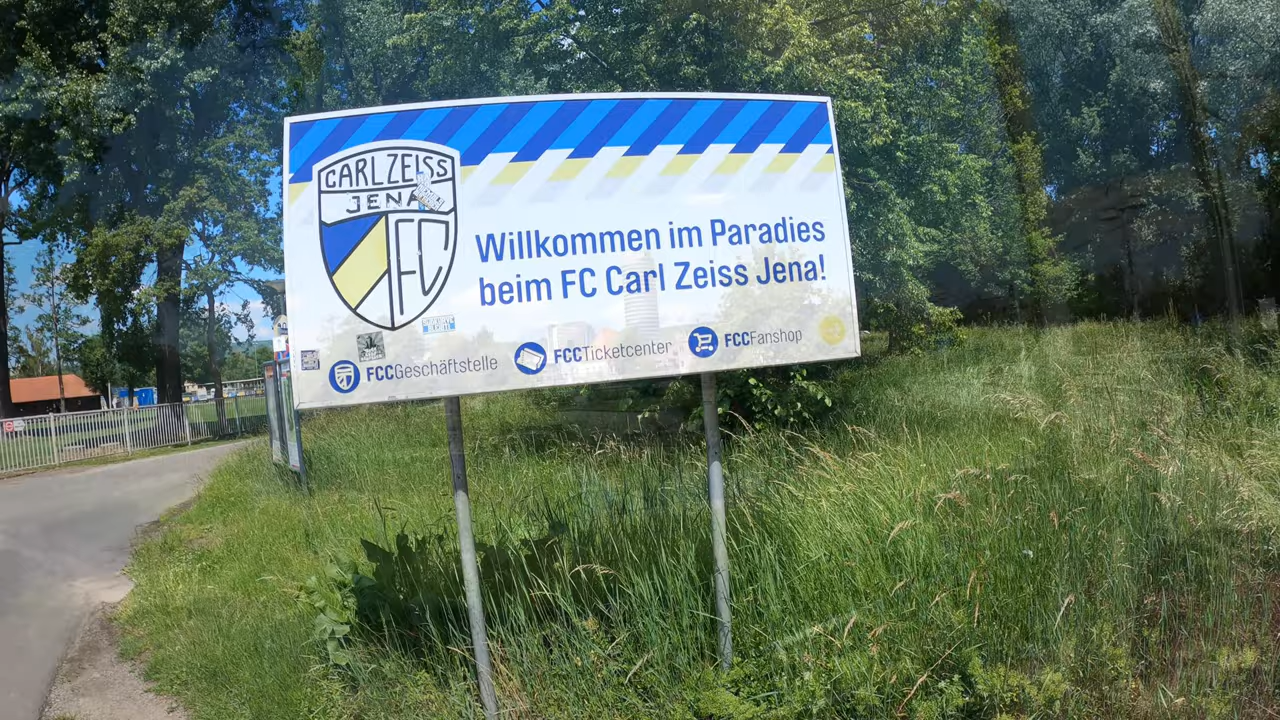 CARL ZEISS
JENA
FC
Willkommen im Paradies
beim FC Carl Zeiss Jena!
FCCGeschäftstelle
FCCTicketcenter
FCCFanshop